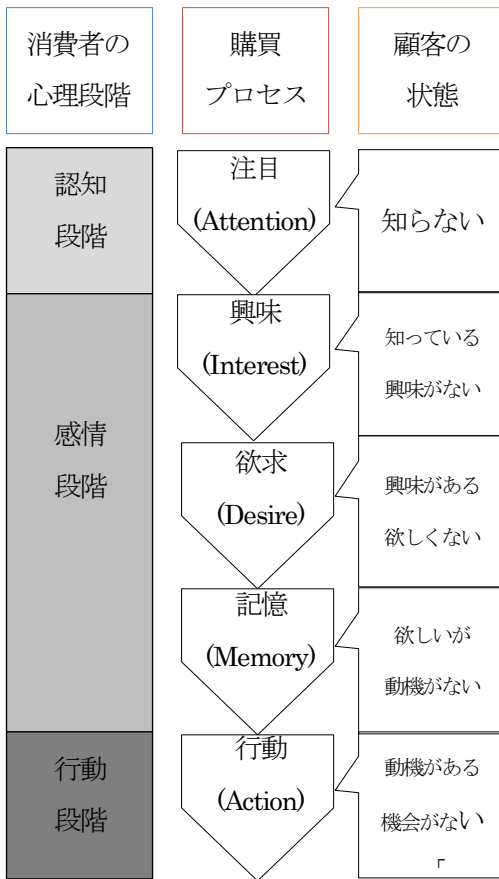 消費者の
心理段階
購買
プロセス
顧客の
状態
認知
段階
注目
(Attention)
知らない
興味
(Interest)
知っている
興味がない
感情
段階
欲求
(Desire)
興味がある
欲しくない
記憶
(Memory)
欲しいが
動機がない
行動
段階
行動
(Action)
動機がある
機会がない
「